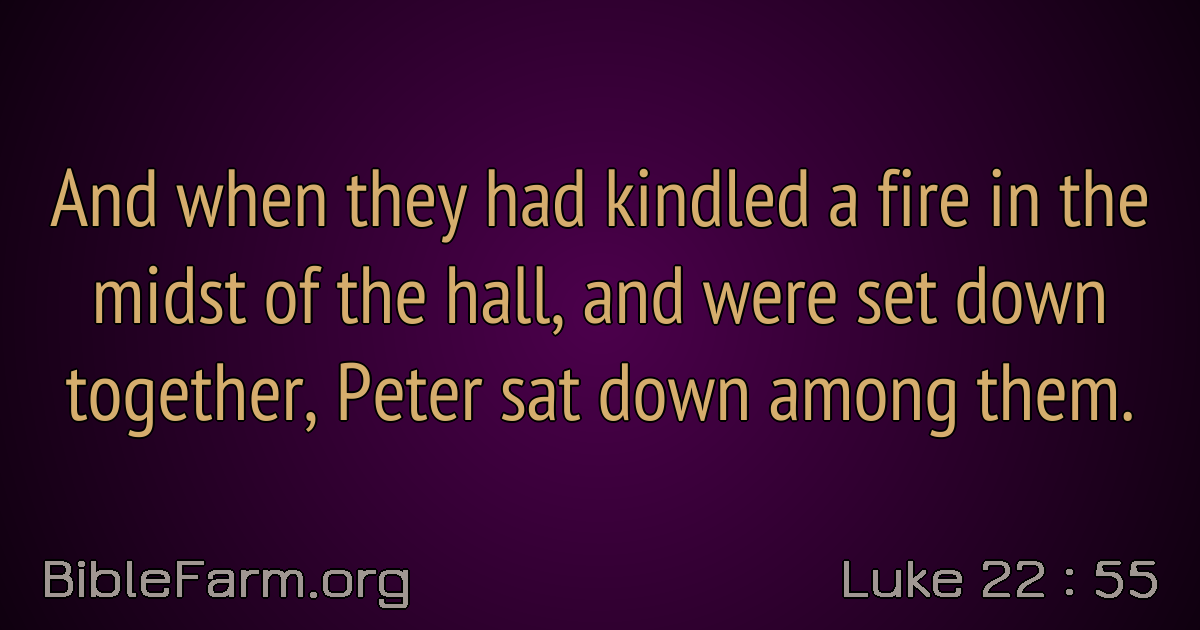 And when they had kindled a fire in the
midst of the hall, and were set down
together, Peter sat down among them.
BibleFarm.org
Luke 22 : 55